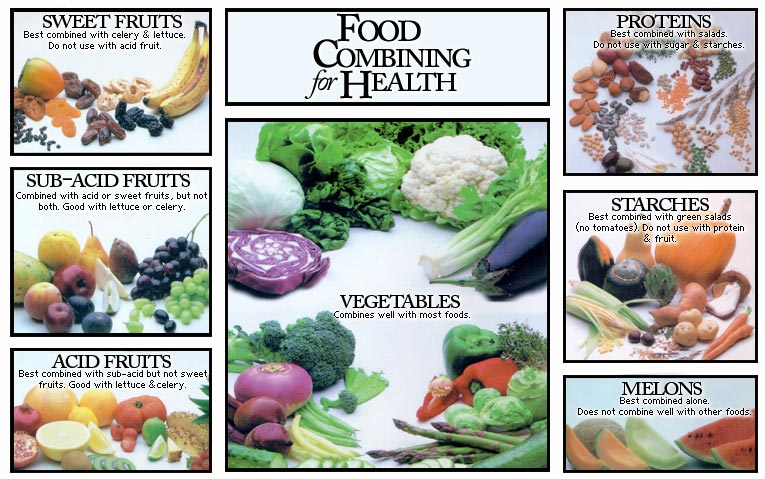 SWEET FRUITS
Best combined with celery & lettuce.
Do not use with acid fruit.
SUB-ACID FRUITS
Combined with acid or sweet fruits, but not
both. Good with lettuce or celery.
ACID FRUITS
Best combined with sub-acid but not sweet
fruits. Good with lettuce &celery.
FOOD
COMBINING
for HEALTH
VEGETABLES
Combines well with most foods.
PROTEINS
Best combined with salads.
Do not use with sugar & starches.
STARCHES
Best combined with green salads
(no tomatoes). Do not use with protein
& fruit.
MELONS
Best combined alone.
Does not combine well with other foods.